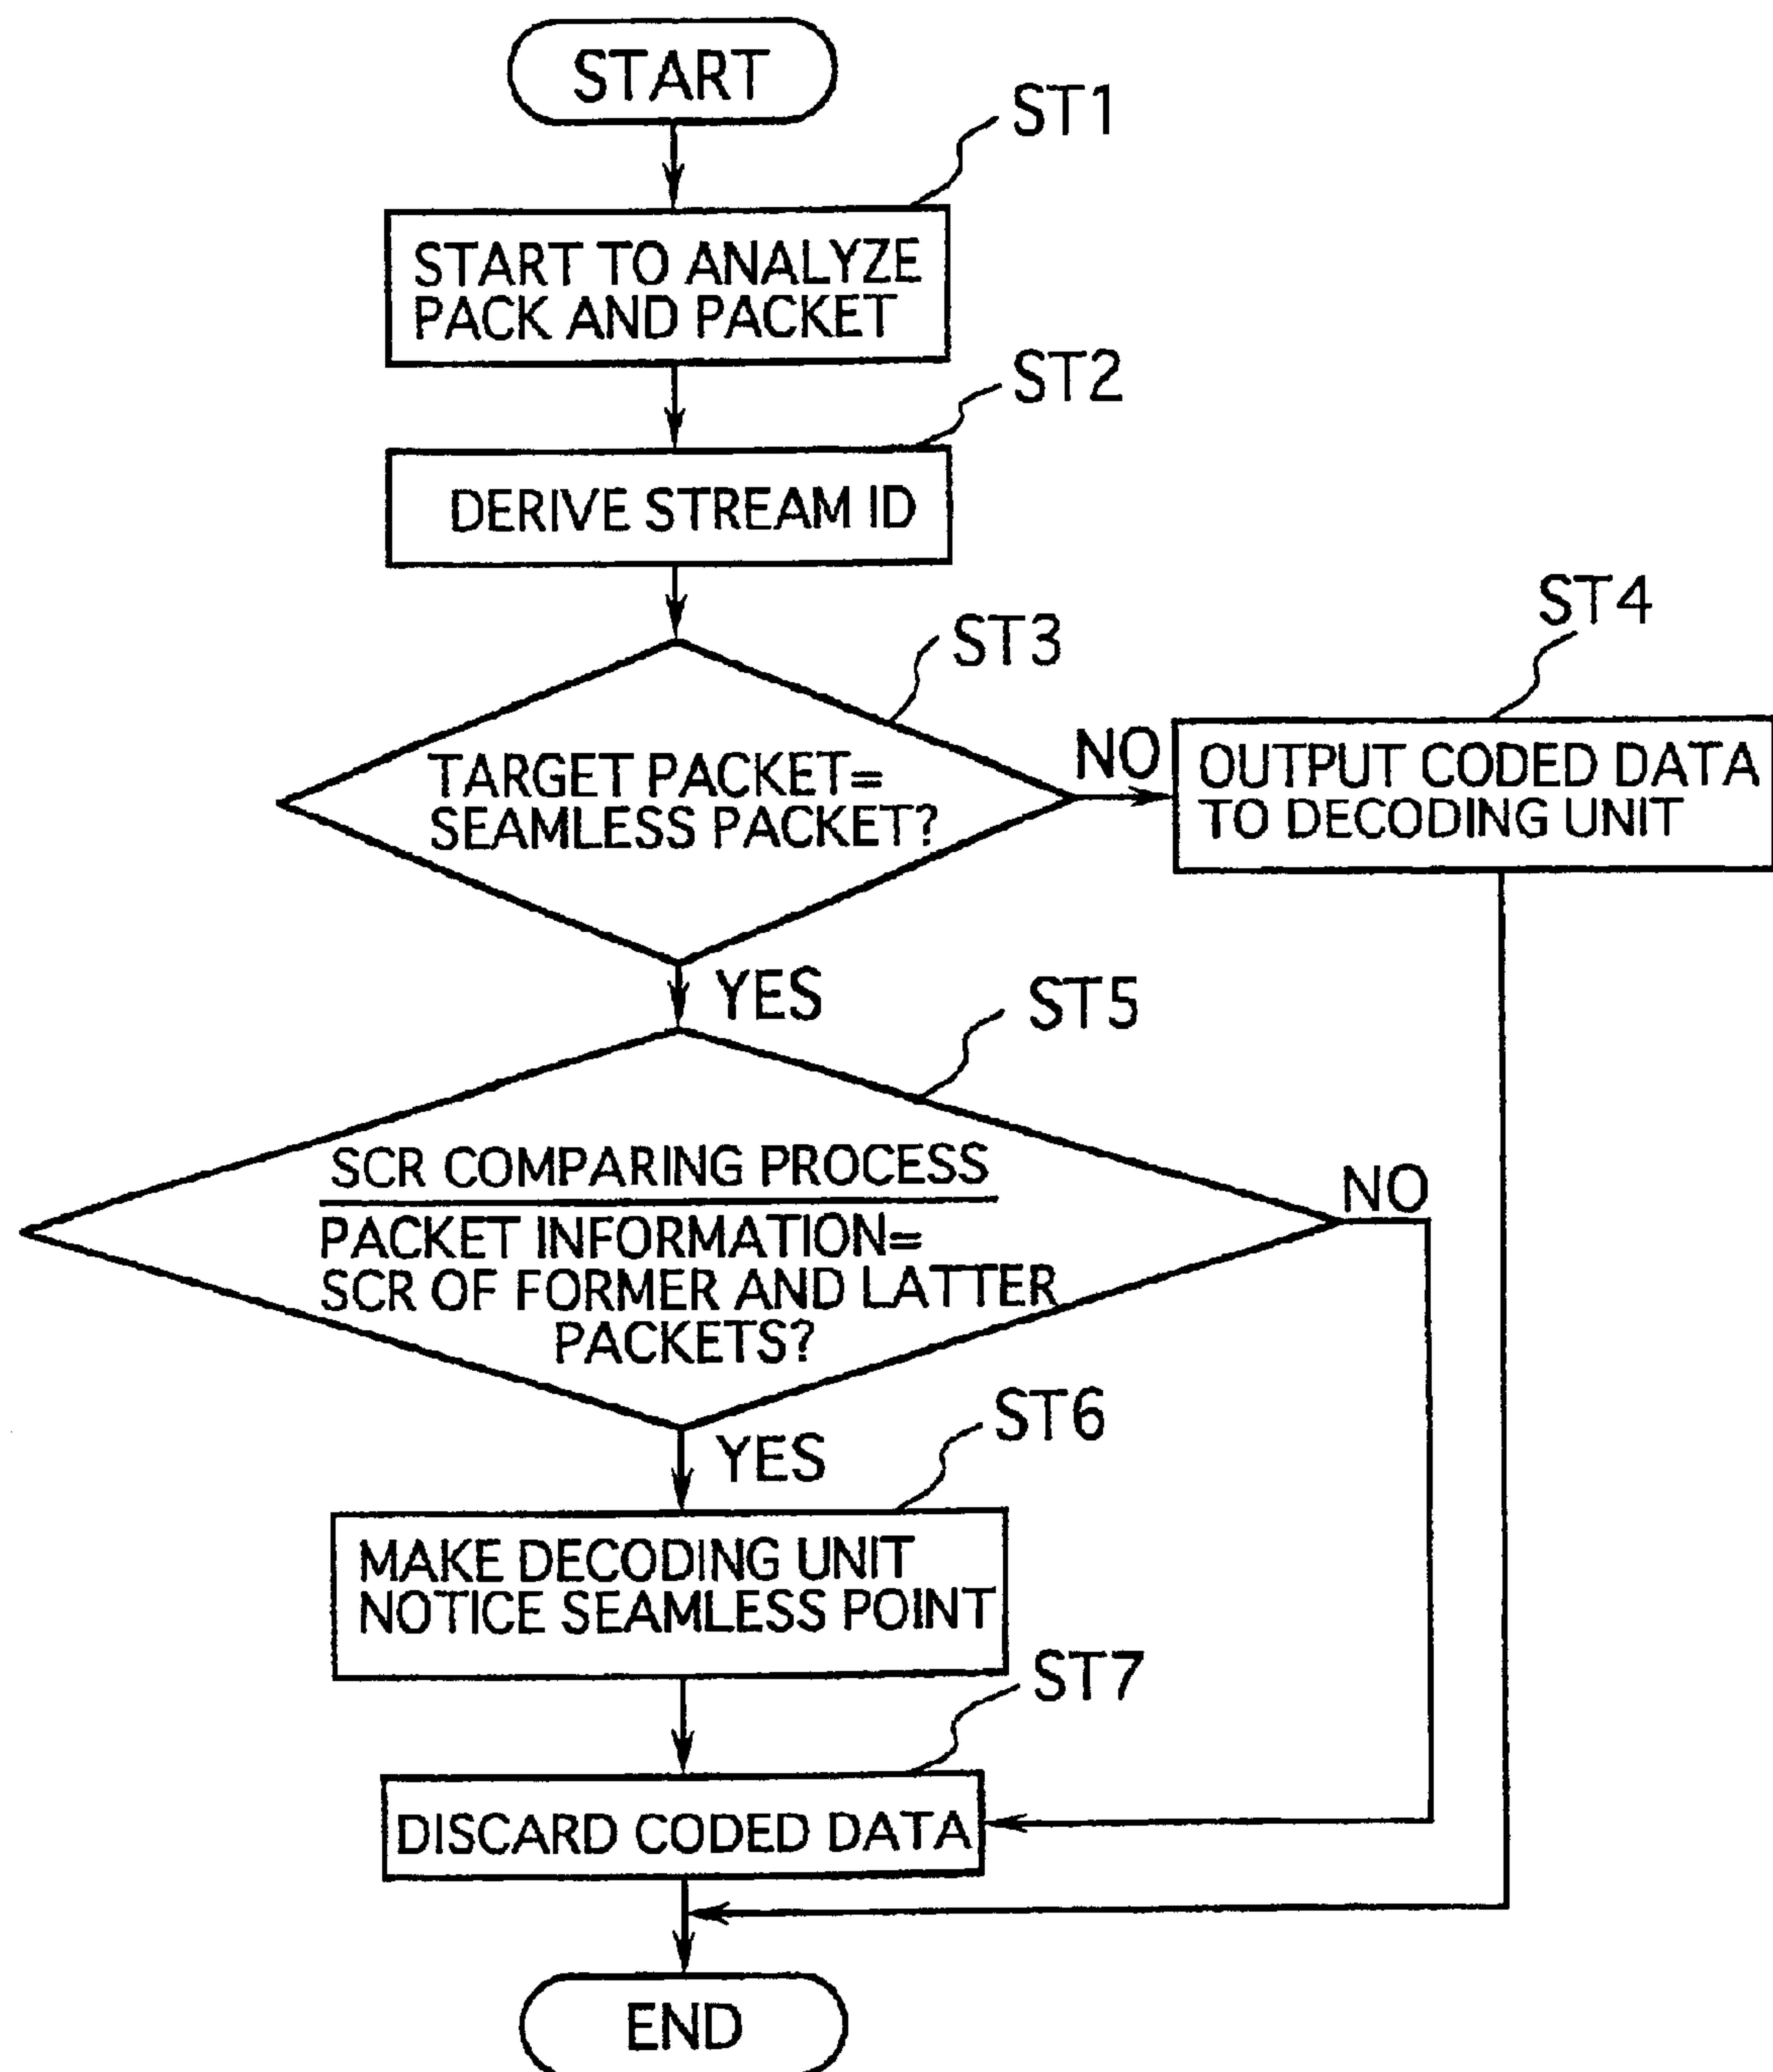 START
ST1
START TO ANALYZE
PACK AND PACKET
ST2
DERIVE STREAM ID
ST3
TARGET PACKET=
SEAMLESS PACKET?
NO
ST4
OUTPUT CODED DATA
TO DECODING UNIT
YES
ST5
SCR COMPARING PROCESS
PACKET INFORMATION=
SCR OF FORMER AND LATTER
PACKETS?
NO
YES
ST6
MAKE DECODING UNIT
NOTICE SEAMLESS POINT
ST7
DISCARD CODED DATA
END